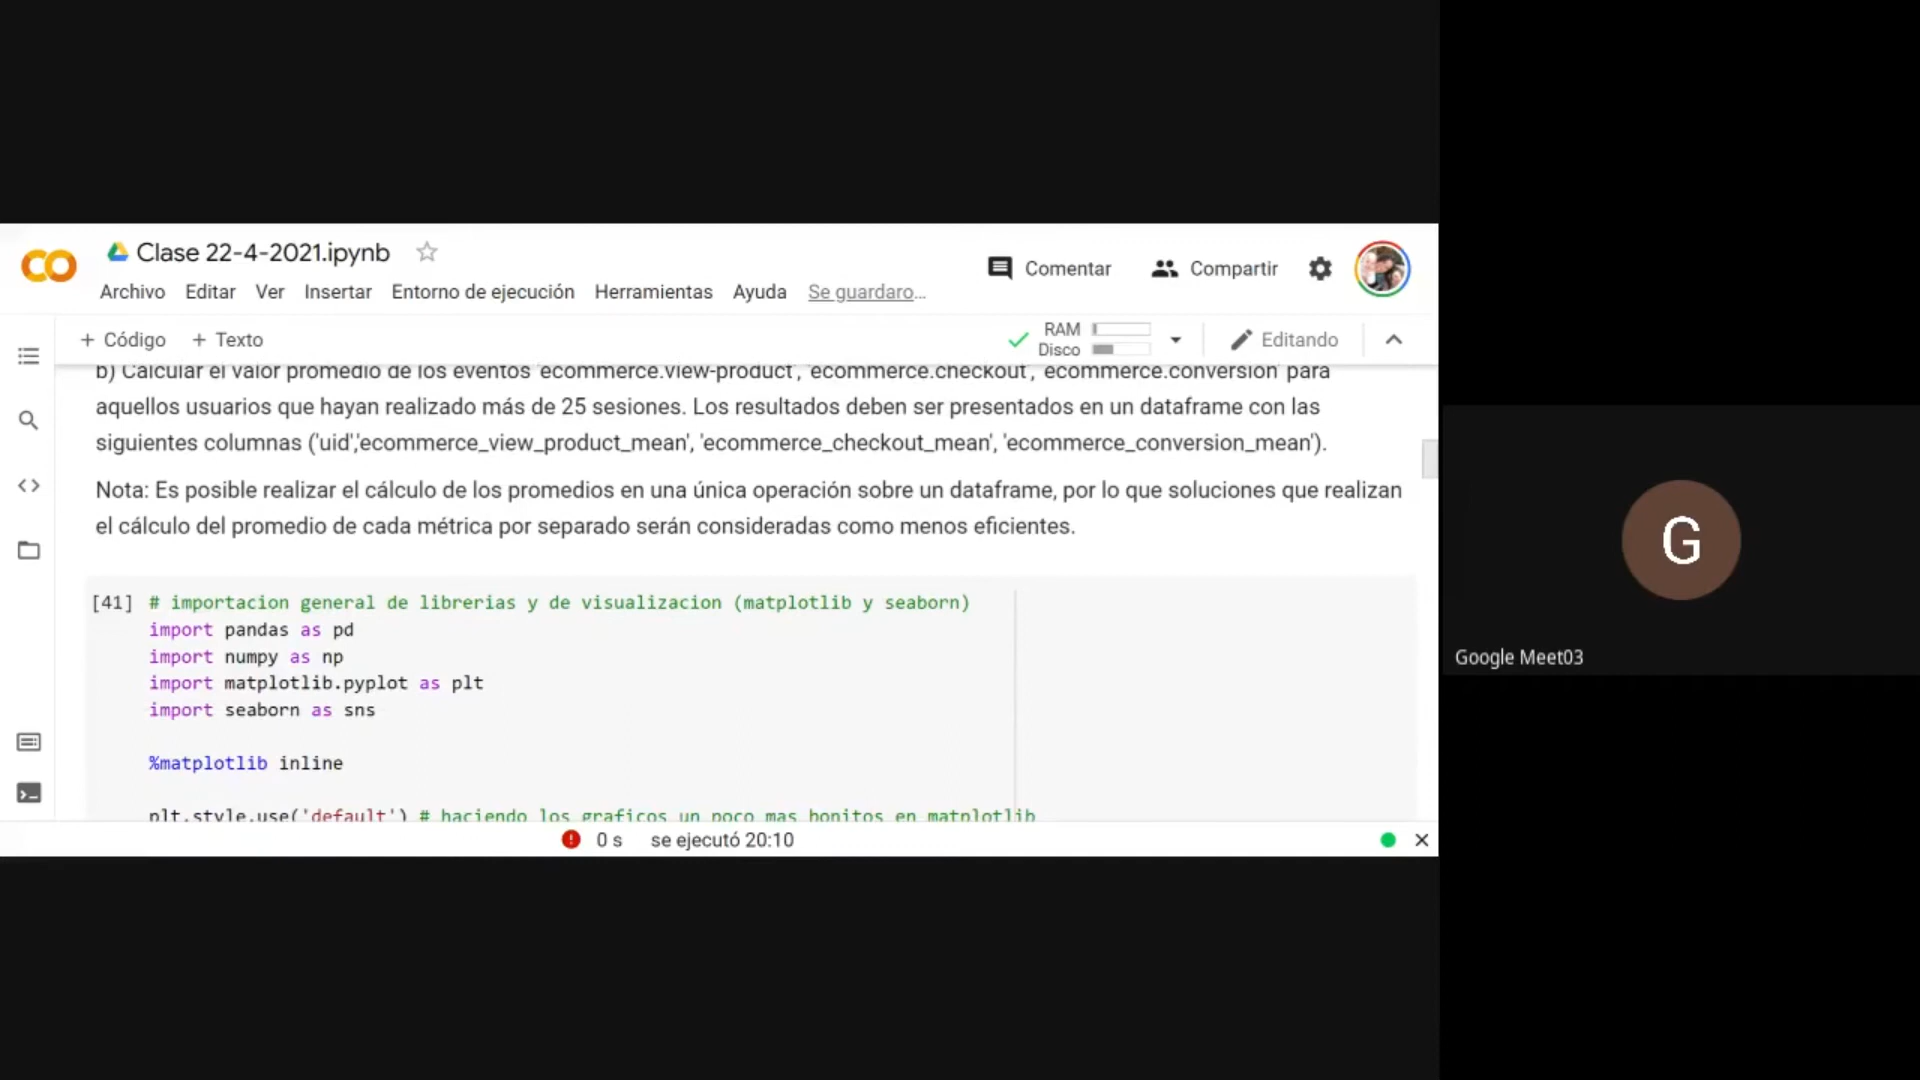 Clase 22-4-2021.ipynb
Comentar
Compartir
Archivo Editar Ver Insertar Entorno de ejecución Herramientas Ayuda Se guardaro...
+ Código + Texto
RAM
Disco
Editando
b) Calcular el valor promedio de los eventos 'ecommerce.view-product', 'ecommerce.checkout', 'ecommerce.conversion' para
aquellos usuarios que hayan realizado más de 25 sesiones. Los resultados deben ser presentados en un dataframe con las
siguientes columnas ('uid','ecommerce_view_product_mean', 'ecommerce_checkout_mean', 'ecommerce_conversion_mean').
Nota: Es posible realizar el cálculo de los promedios en una única operación sobre un dataframe, por lo que soluciones que realizan
el cálculo del promedio de cada métrica por separado serán consideradas como menos eficientes.
[41] # importacion general de librerias y de visualizacion (matplotlib y seaborn)
import pandas as pd
import numpy as np
import matplotlib.pyplot as plt
import seaborn as sns
%matplotlib inline
plt.style.use('default') # haciendo los graficos un poco mas bonitos en matplotlib
0 s se ejecutó 20:10
G
Google Meet03